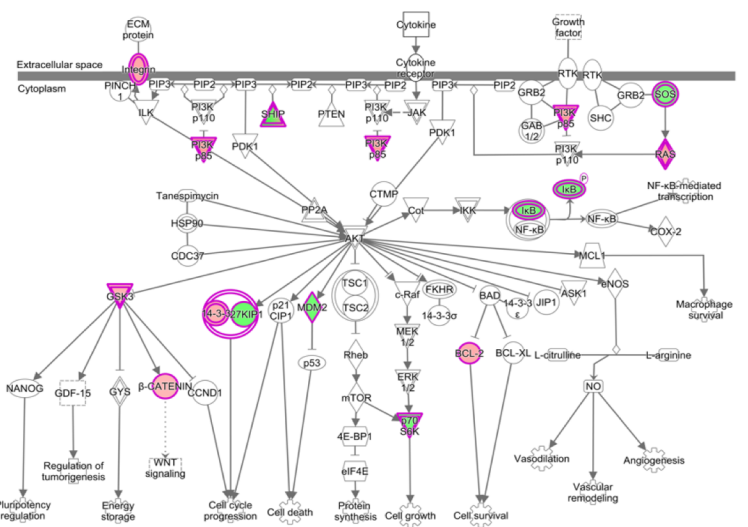 ECM
protein
Cytokine
Growth
factor
Extracellular space
Integrin
Cytokine
receptor
RTK
RTK
Cytoplasm
PINCH
1
PIP3
PIP2
PIP3
PIP2
PIP3
PIP2
PIP3
PIP2
GRB2
GRB2
SOS
ILK
PI3K
p110
SHIP
PTEN
PI3K
p110
JAK
PDK1
GAB
1/2
PI3K
p85
SHC
PI3K
p85
PDK1
PI3K
p85
PI3K
p110
RAS
Tanespimycin
CTMP
IκB
P
NF-κB-mediated
transcription
HSP90
PP2A
Cot
IKK
IκB
NF-κB
NF-κB
COX-2
CDC37
AKT
MCL1
GSK3
14-3-3
27KIP1
p21
CIP1
MDM2
TSC1
TSC2
c-Raf
FKHR
14-3-3σ
BAD
14-3-3
ε
JIP1
ASK1
eNOS
Macrophage
survival
MEK
1/2
p53
Rheb
BCL-2
BCL-XL
L-citrulline
L-arginine
NANOG
GDF-15
GYS
β-CATENIN
CCND1
mTOR
ERK
1/2
NO
p70
S6K
4E-BP1
Regulation of
tumorigenesis
WNT
signaling
eIF4E
Vasodilation
Angiogenesis
Vascular
remodeling
Pluripotency
regulation
Energy
storage
Cell cycle
progression
Cell death
Protein
synthesis
Cell growth
Cell survival